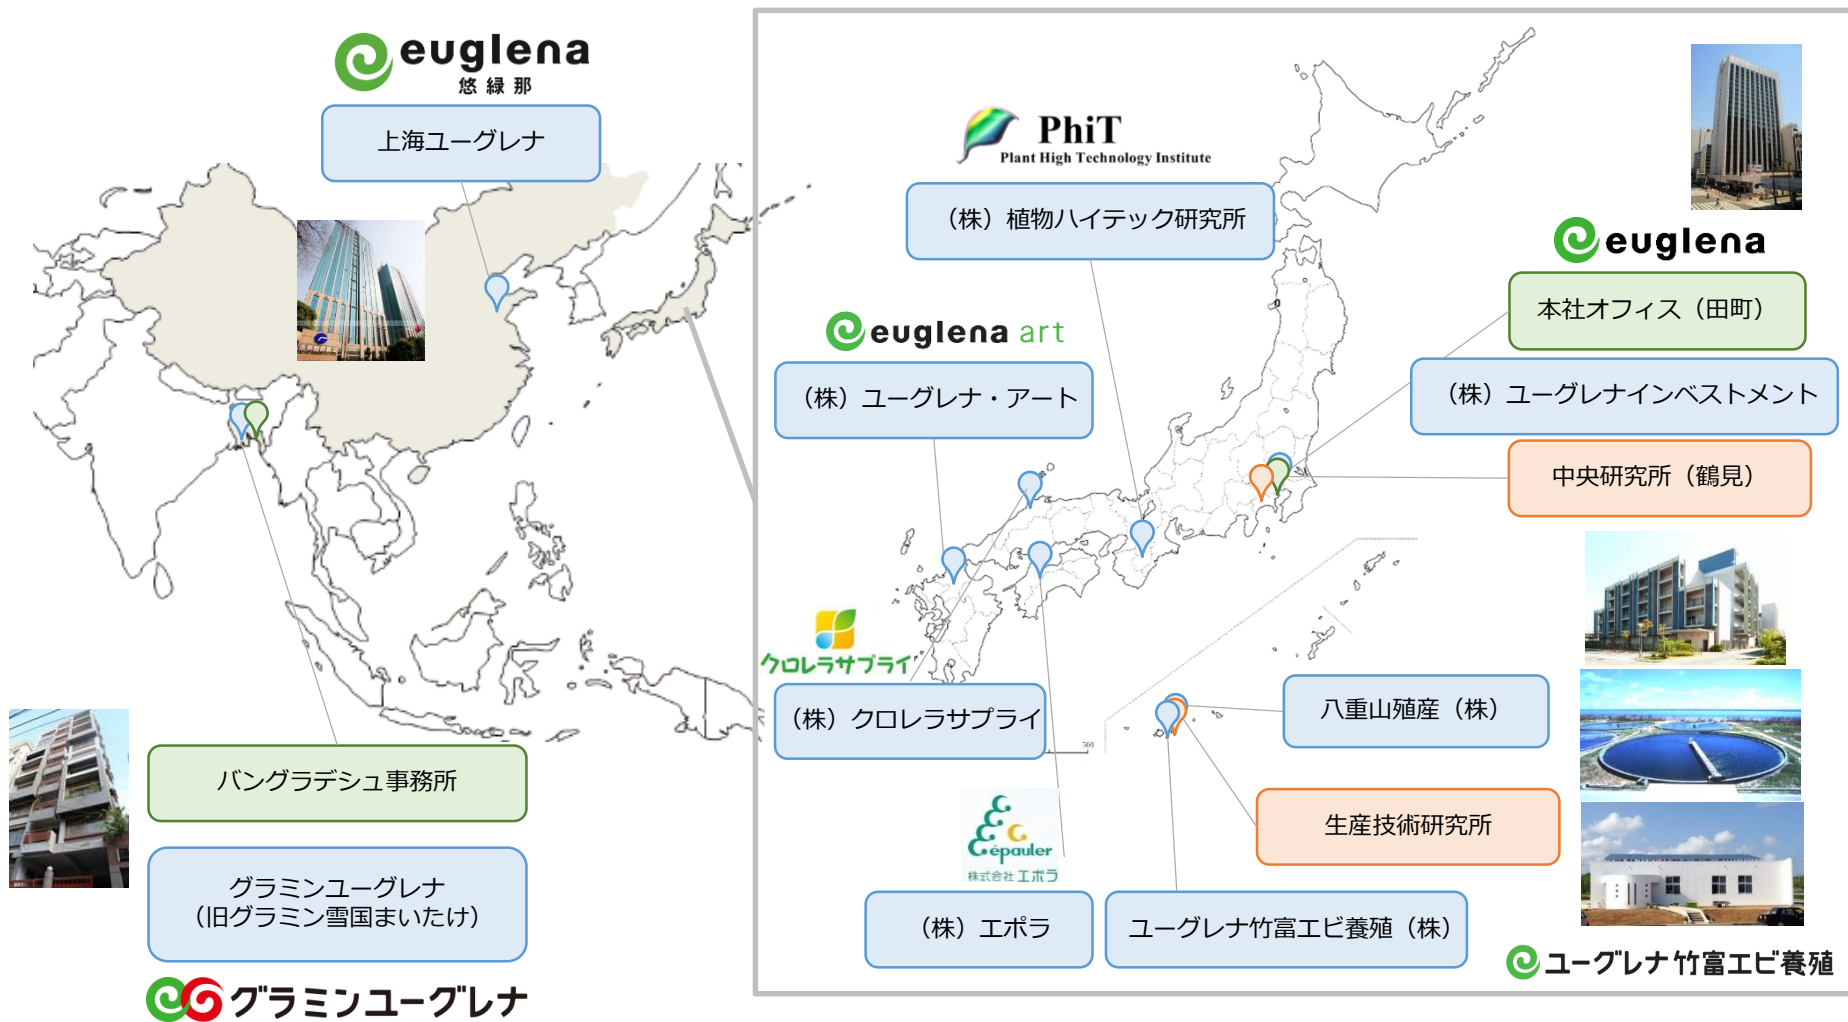 euglena
悠緑那
上海ユーグレナ
PhiT
Plant High Technology Institute
（株）植物ハイテック研究所
euglena
本社オフィス（田町）
euglena art
（株）ユーグレナ・アート
（株）ユーグレナインベストメント
中央研究所（鶴見）
クロレラサプライ
（株）クロレラサプライ
500
八重山殖産（株）
バングラデシュ事務所
生産技術研究所
épauler
株式会社 エポラ
グラミンユーグレナ
（旧グラミン雪国まいたけ）
（株）エポラ
ユーグレナ竹富エビ養殖（株）
ユーグレナ竹富エビ養殖
グラミンユーグレナ